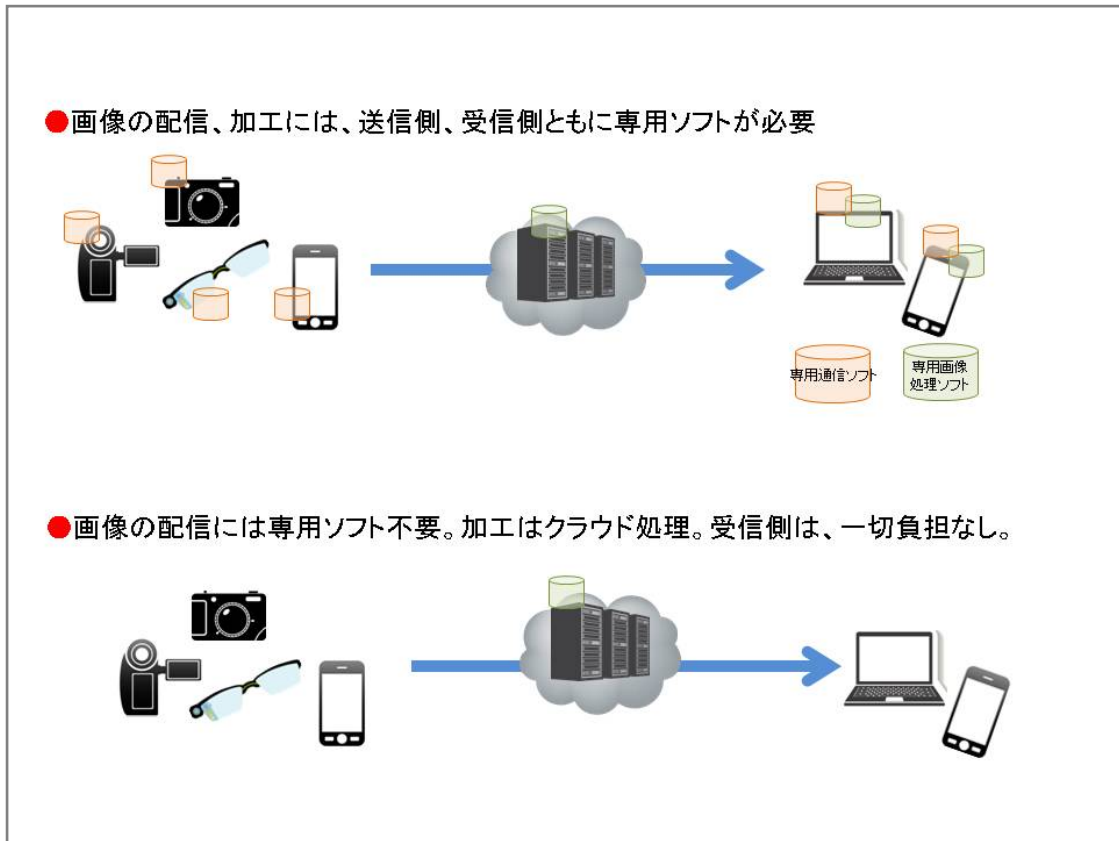 ●画像の配信、加工には、送信側、受信側ともに専用ソフトが必要
専用通信ソフト
専用画像
処理ソフト
●画像の配信には専用ソフト不要。加工はクラウド処理。受信側は、一切負担なし。